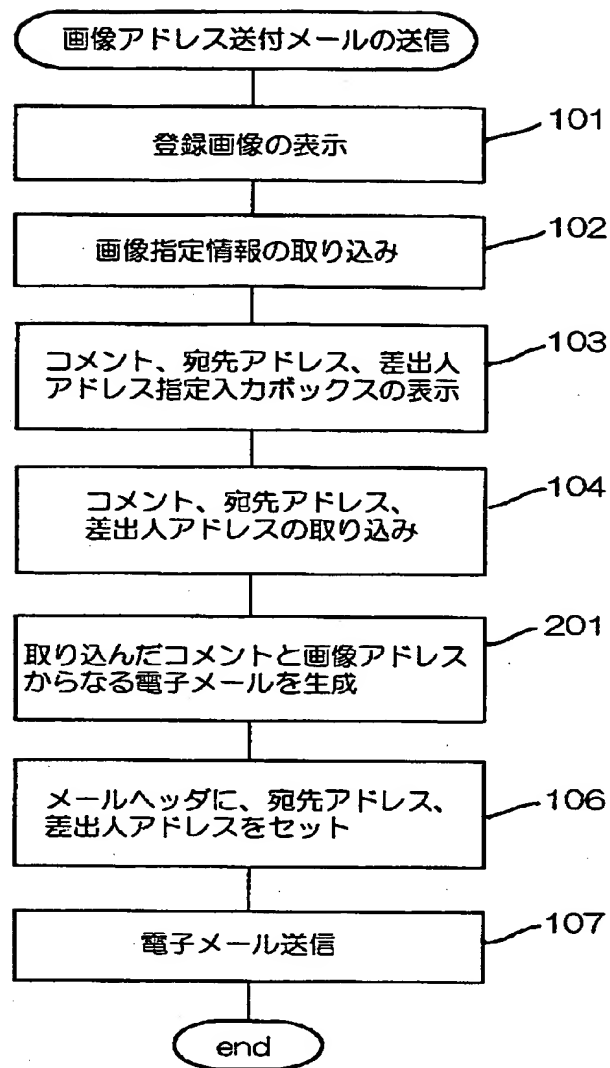 画像アドレス送付メールの送信
登録画像の表示
101
画像指定情報の取り込み
102
コメント、宛先アドレス、差出人
アドレス指定入力ボックスの表示
103
コメント、宛先アドレス、
差出人アドレスの取り込み
104
取り込んだコメントと画像アドレス
からなる電子メールを生成
201
メールヘッダに、宛先アドレス、
差出人アドレスをセット
106
電子メール送信
107
end